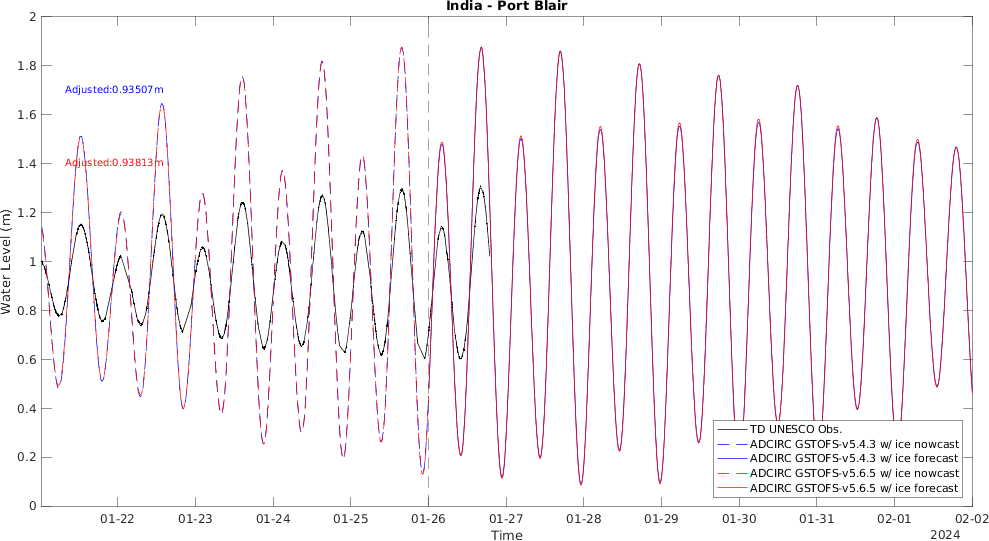 India - Port Blair
2
1.8
1.6
1.4
1.2
1
0.8
0.6
0.4
0.2
0
Water Level (m)
Adjusted:0.93507m
Adjusted:0.93813m
TD UNESCO Obs.
ADCIRC GSTOFS-v5.4.3 w/ ice nowcast
ADCIRC GSTOFS-v5.4.3 w/ ice forecast
ADCIRC GSTOFS-v5.6.5 w/ ice nowcast
ADCIRC GSTOFS-v5.6.5 w/ ice forecast
01-22 01-23 01-24 01-25 01-26 01-27 01-28 01-29 01-30 01-31 02-01 02-02
Time
2024